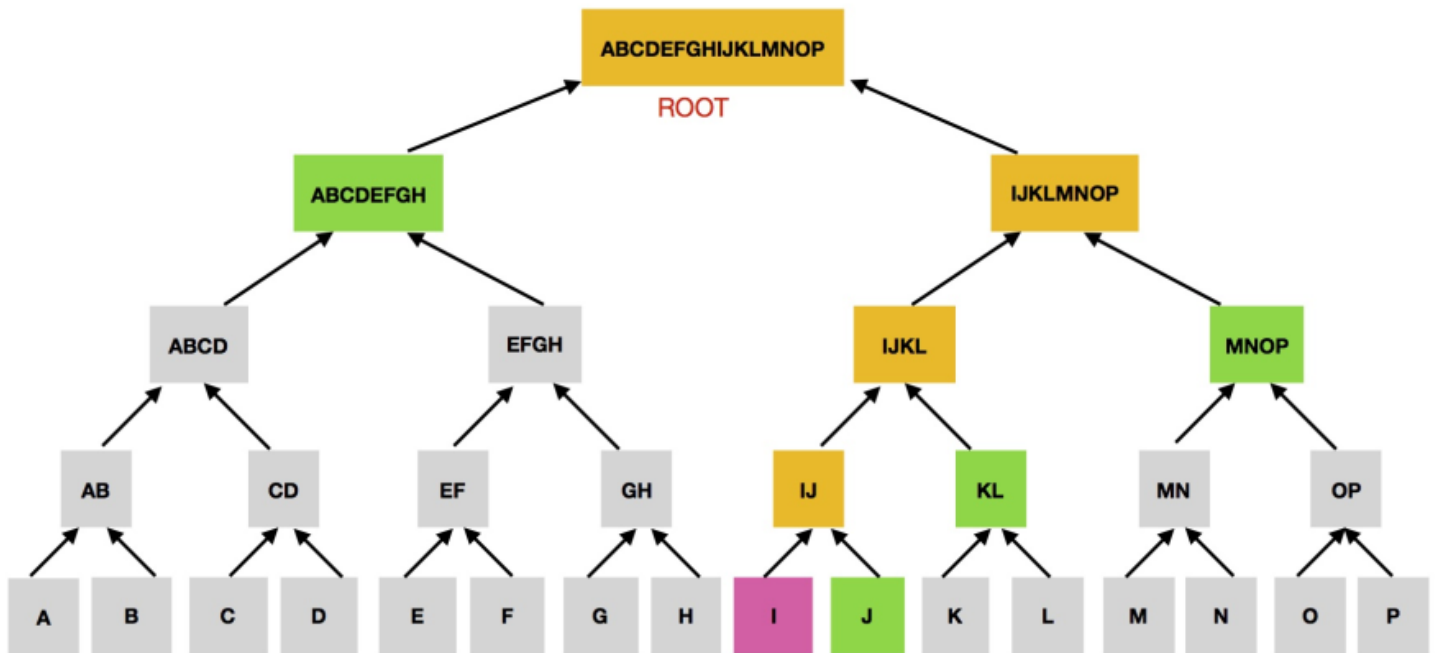 ABCDEFGHIJKLMNOP
ROOT
ABCDEFGH
IJKLMNOP
ABCD
EFGH
IJKL
MNOP
AB
CD
EF
GH
IJ
KL
MN
OP
A
B
C
D
E
F
G
H
I
J
K
L
M
N
O
P